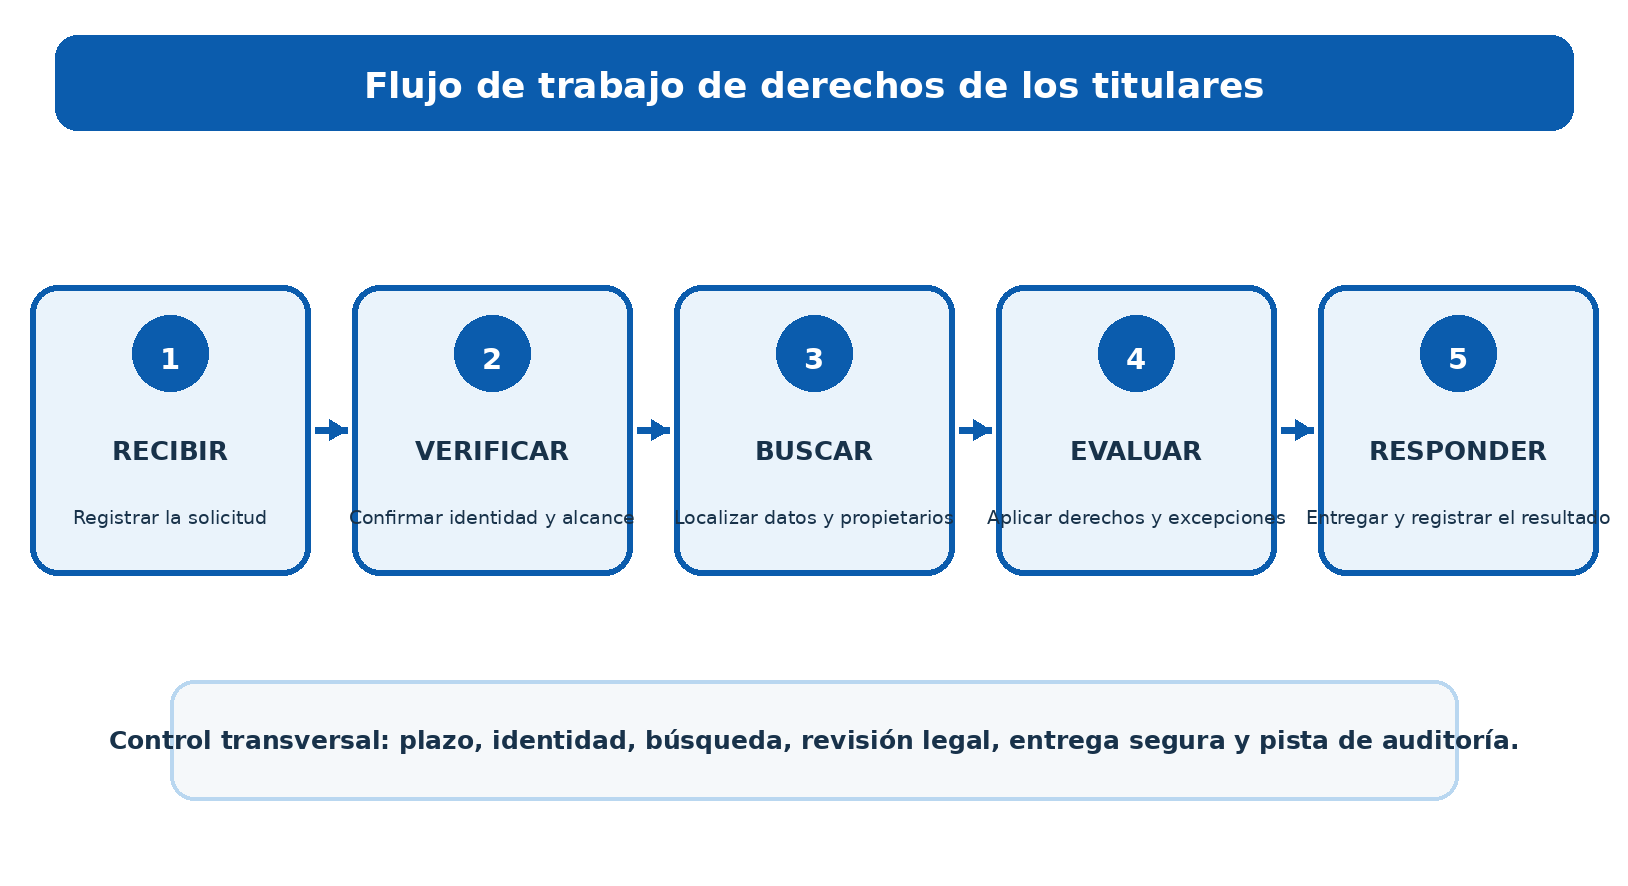 Flujo de trabajo de derechos de los titulares
1
RECIBIR
Registrar la solicitud
2
VERIFICAR
Confirmar identidad y alcance
3
BUSCAR
Localizar datos y propietarios
4
EVALUAR
Aplicar derechos y excepciones
5
RESPONDER
Entregar y registrar el resultado
Control transversal: plazo, identidad, búsqueda, revisión legal, entrega segura y pista de auditoría.